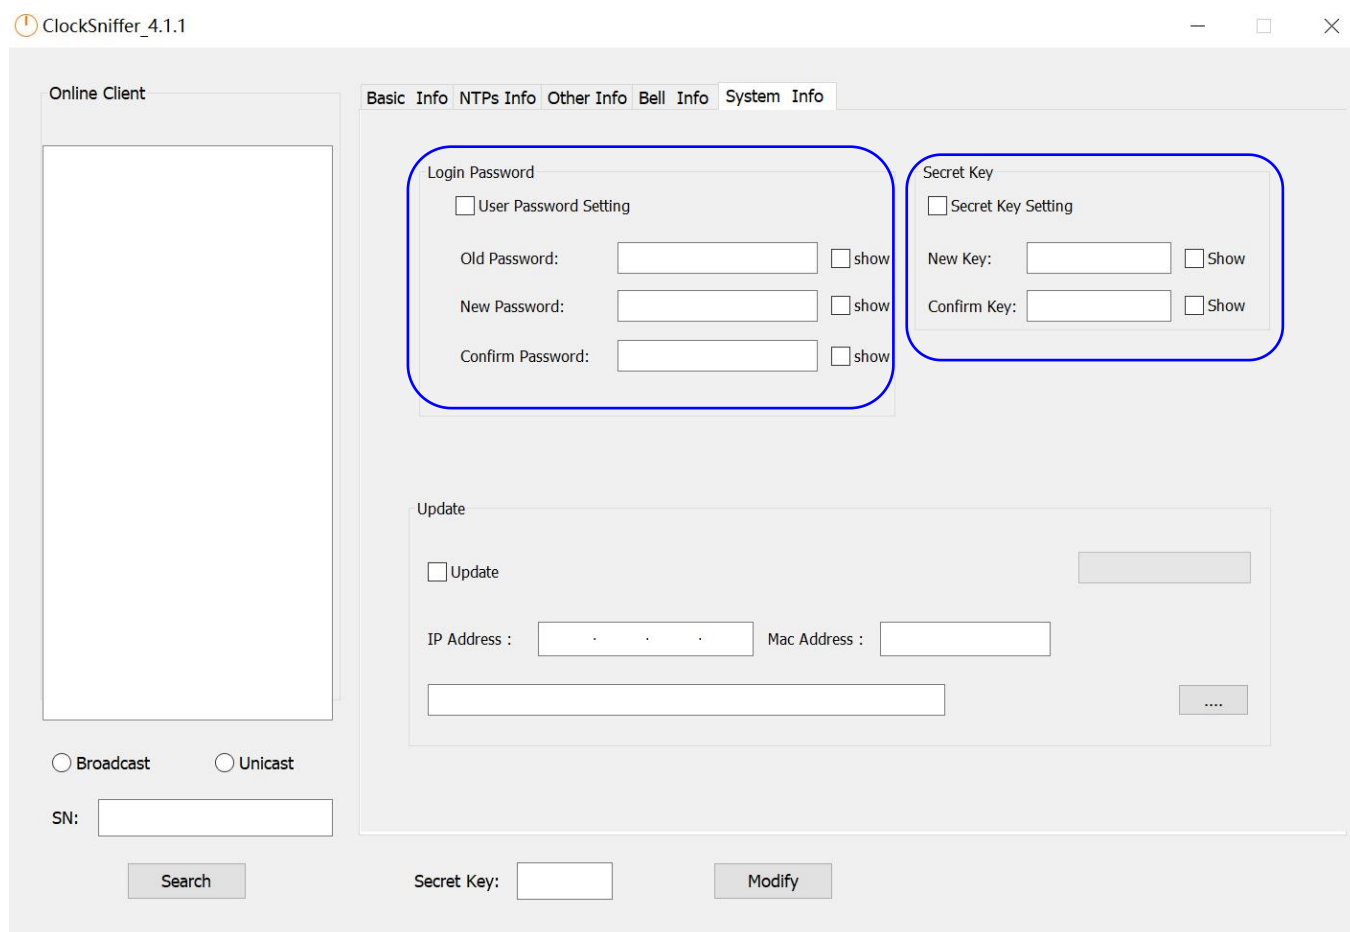 ClockSniffer_4.1.1
Online Client
Basic Info NTPs Info Other Info Bell Info System Info
Login Password
User Password Setting
Old Password: show
New Password: show
Confirm Password: show
Secret Key
Secret Key Setting
New Key: Show
Confirm Key: Show
Update
Update
IP Address :
Mac Address :
....
Broadcast Unicast
SN:
Search
Secret Key:
Modify